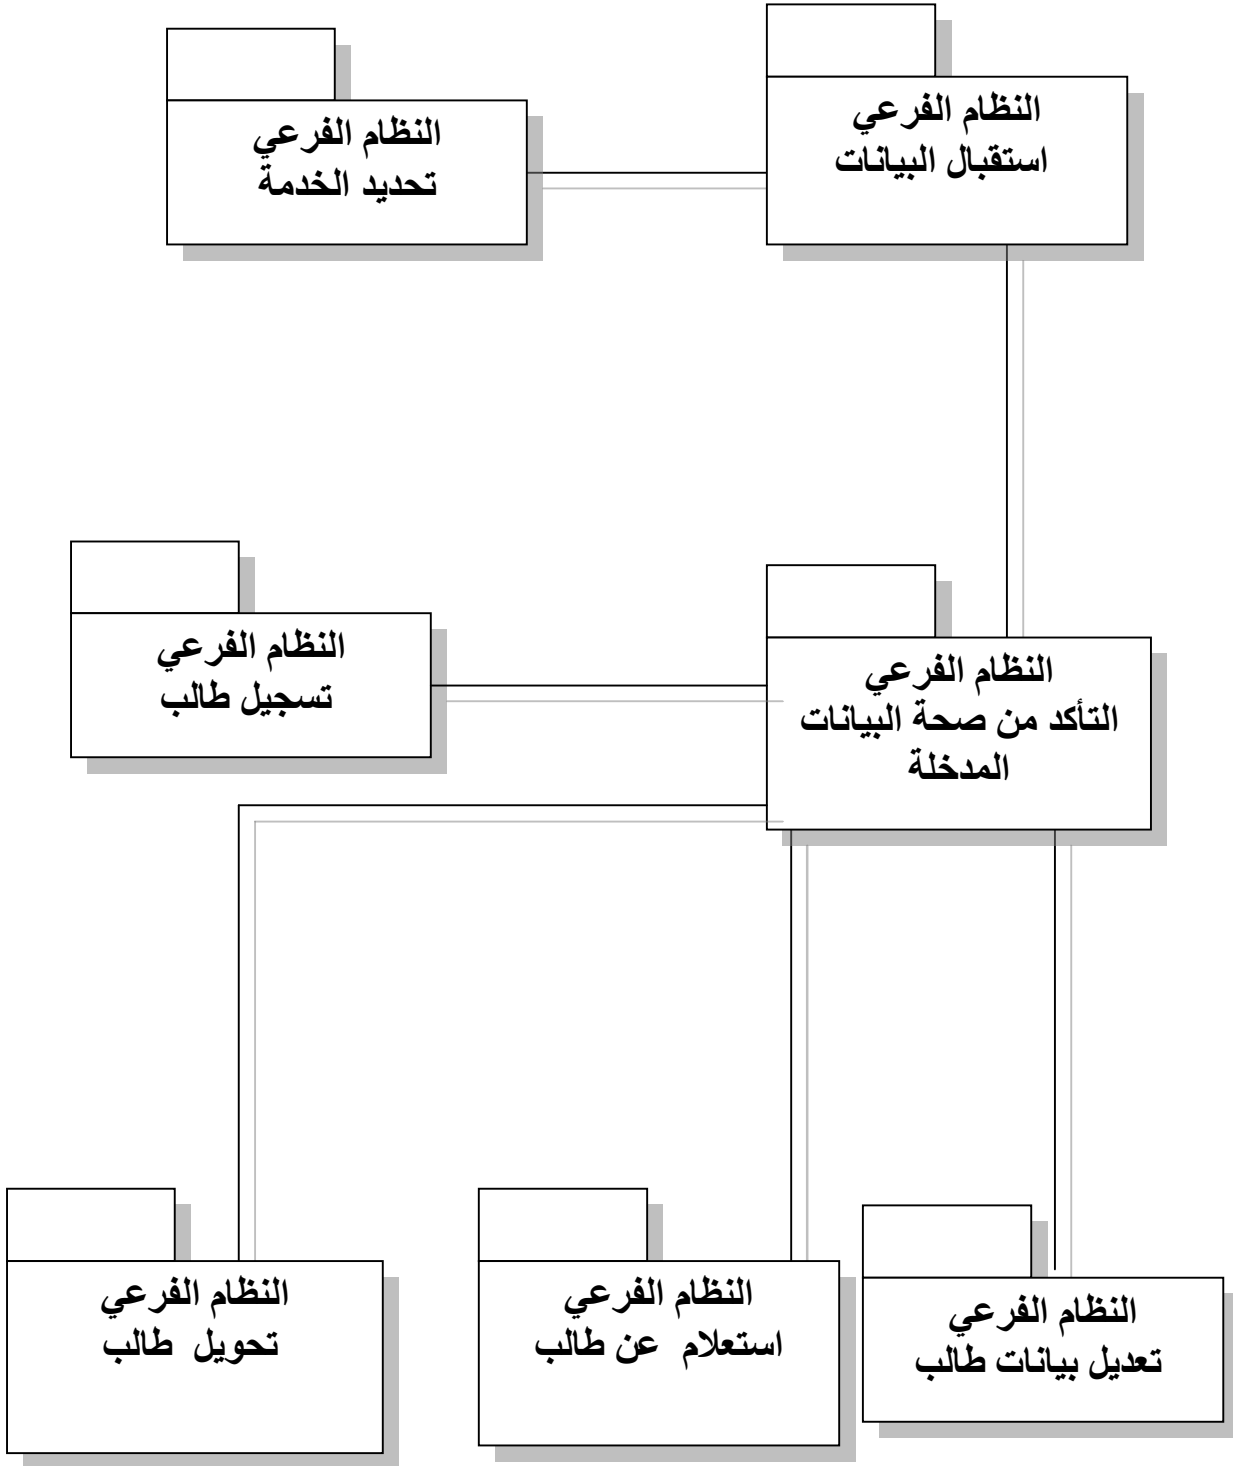 النظام الفرعي
استقبال البيانات
النظام الفرعي
تحديد الخدمة
النظام الفرعي
التأكد من صحة البيانات
المدخلة
النظام الفرعي
تسجيل طالب
النظام الفرعي
تعديل بيانات طالب
النظام الفرعي
استعلام عن طالب
النظام الفرعي
تحويل طالب